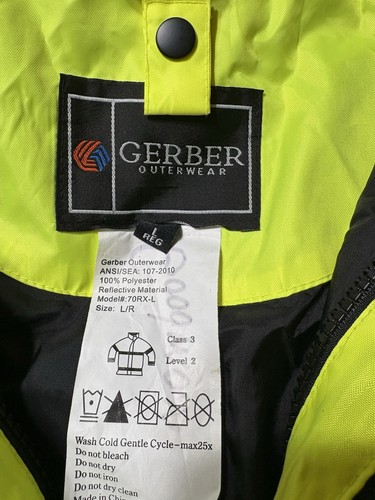 GERBER
OUTERWEAR
L
REG
Gerber Outerwear
ANSI/SEA: 107-2010
100% Polyester
Reflective Material
Model#:70RX-L
Size: L/R
Class 3
Level 2
Wash Cold Gentle Cycle-max25x
Do not bleach
Do not dry
Do not iron
Do not dry clean
Made in